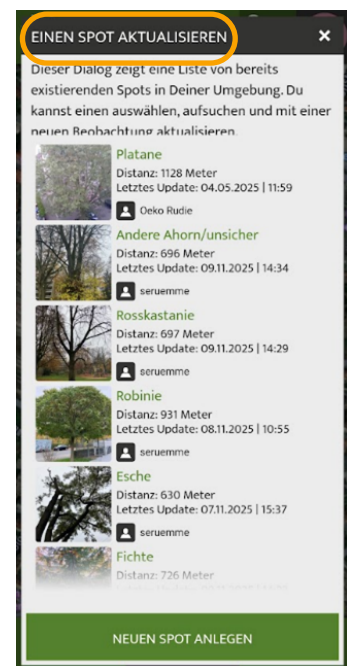 EINEN SPOT AKTUALISIEREN
Dieser Dialog zeigt eine Liste von bereits
existierenden Spots in Deiner Umgebung. Du
kannst einen auswählen, aufsuchen und mit einer
neuen Beobachtung aktualisieren.
Platane
Distanz: 1128 Meter
Letztes Update: 04.05.2025 | 11:59
Oeko Rudie
Andere Ahorn/unsicher
Distanz: 696 Meter
Letztes Update: 09.11.2025 | 14:34
seruemme
Rosskastanie
Distanz: 697 Meter
Letztes Update: 09.11.2025 | 14:29
seruemme
Robinie
Distanz: 931 Meter
Letztes Update: 08.11.2025 | 10:55
seruemme
Esche
Distanz: 630 Meter
Letztes Update: 07.11.2025 | 15:37
seruemme
Fichte
Distanz: 726 Meter
NEUEN SPOT ANLEGEN